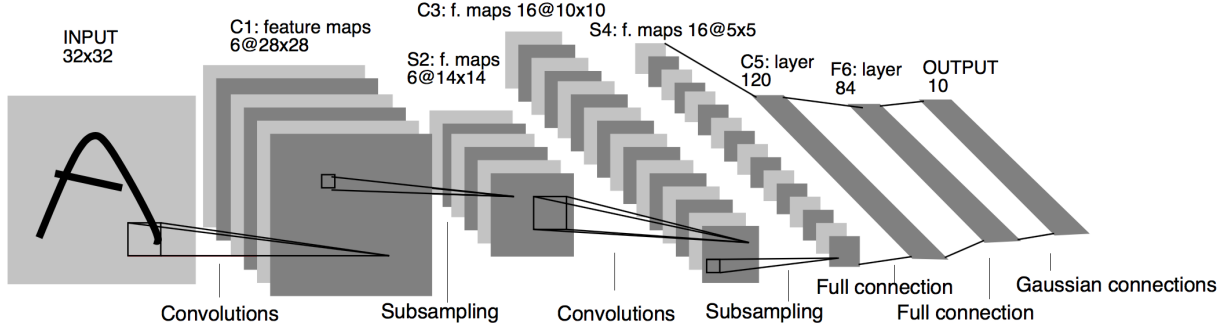 INPUT
32x32
C1: feature maps
6@28x28
S2: f. maps
6@14x14
C3: f. maps 16@10x10
S4: f. maps 16@5x5
C5: layer
120
F6: layer
84
OUTPUT
10
Convolutions
Subsampling
Convolutions
Subsampling
Full connection
Full connection
Gaussian connections